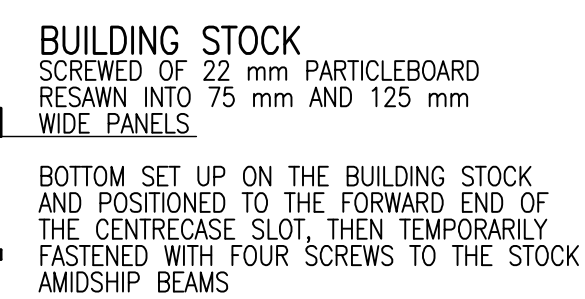 BUILDING STOCK
SCREWED OF 22 mm PARTICLEBOARD
RESAWN INTO 75 mm AND 125 mm
WIDE PANELS
BOTTOM SET UP ON THE BUILDING STOCK
AND POSITIONED TO THE FORWARD END OF
THE CENTRECASE SLOT, THEN TEMPORARILY
FASTENED WITH FOUR SCREWS TO THE STOCK
AMIDSHIP BEAMS